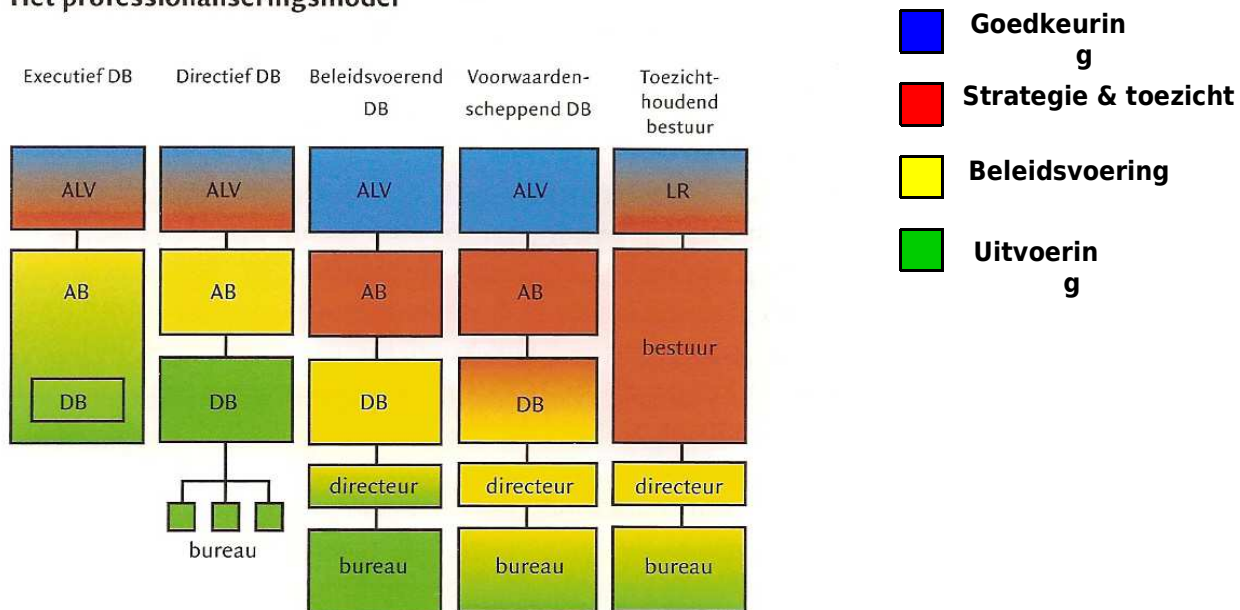 Het professionaliseringsmodel
Executief DB
Directief DB
Beleidsvoerend
DB
Voorwaarden-
scheppend DB
Toezicht-
houdend
bestuur
ALV
ALV
ALV
ALV
LR
AB
AB
AB
AB
bestuur
DB
DB
DB
DB
directeur
directeur
directeur
bureau
bureau
bureau
bureau
Goedkeurin
g
Strategie & toezicht
Beleidsvoering
Uitvoerin
g